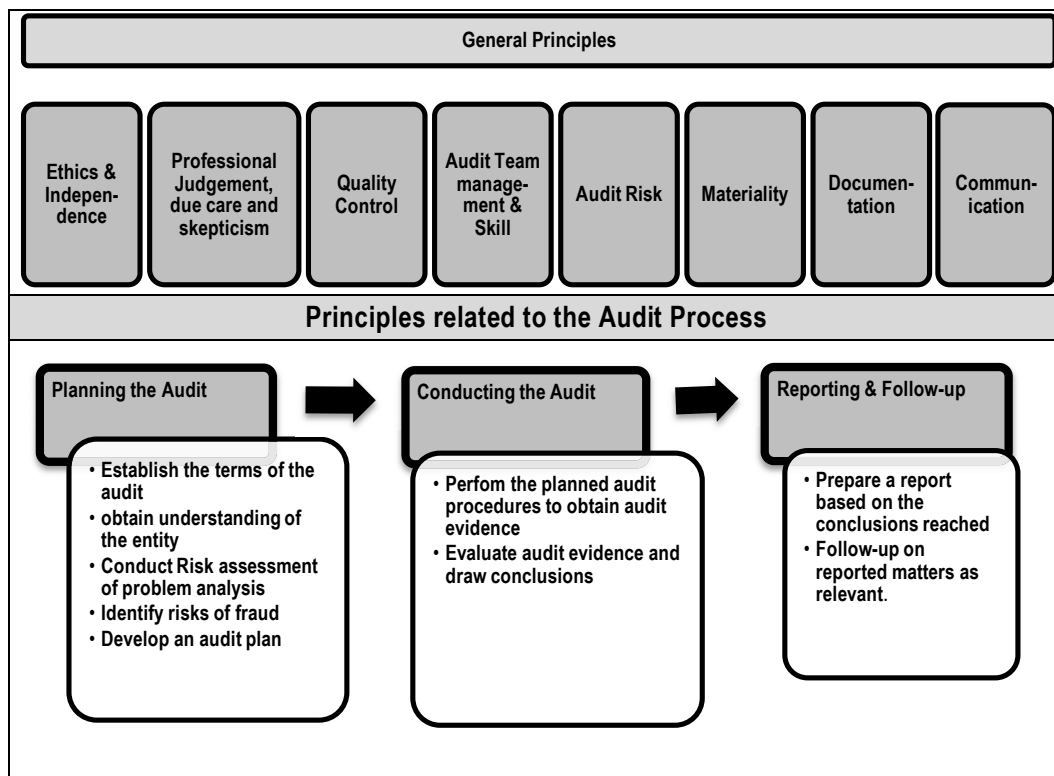 General Principles
Ethics &
Indepen-
dence
Professional
Judgement,
due care and
skepticism
Quality
Control
Audit Team
manage-
ment &
Skill
Audit Risk
Materiality
Documen-
tation
Commun-
ication
Principles related to the Audit Process
Planning the Audit
• Establish the terms of the
audit
• obtain understanding of
the entity
• Conduct Risk assessment
of problem analysis
• Identify risks of fraud
• Develop an audit plan
Conducting the Audit
• Perfom the planned audit
procedures to obtain audit
evidence
• Evaluate audit evidence and
draw conclusions
Reporting & Follow-up
• Prepare a report
based on the
conclusions reached
• Follow-up on
reported matters as
relevant.